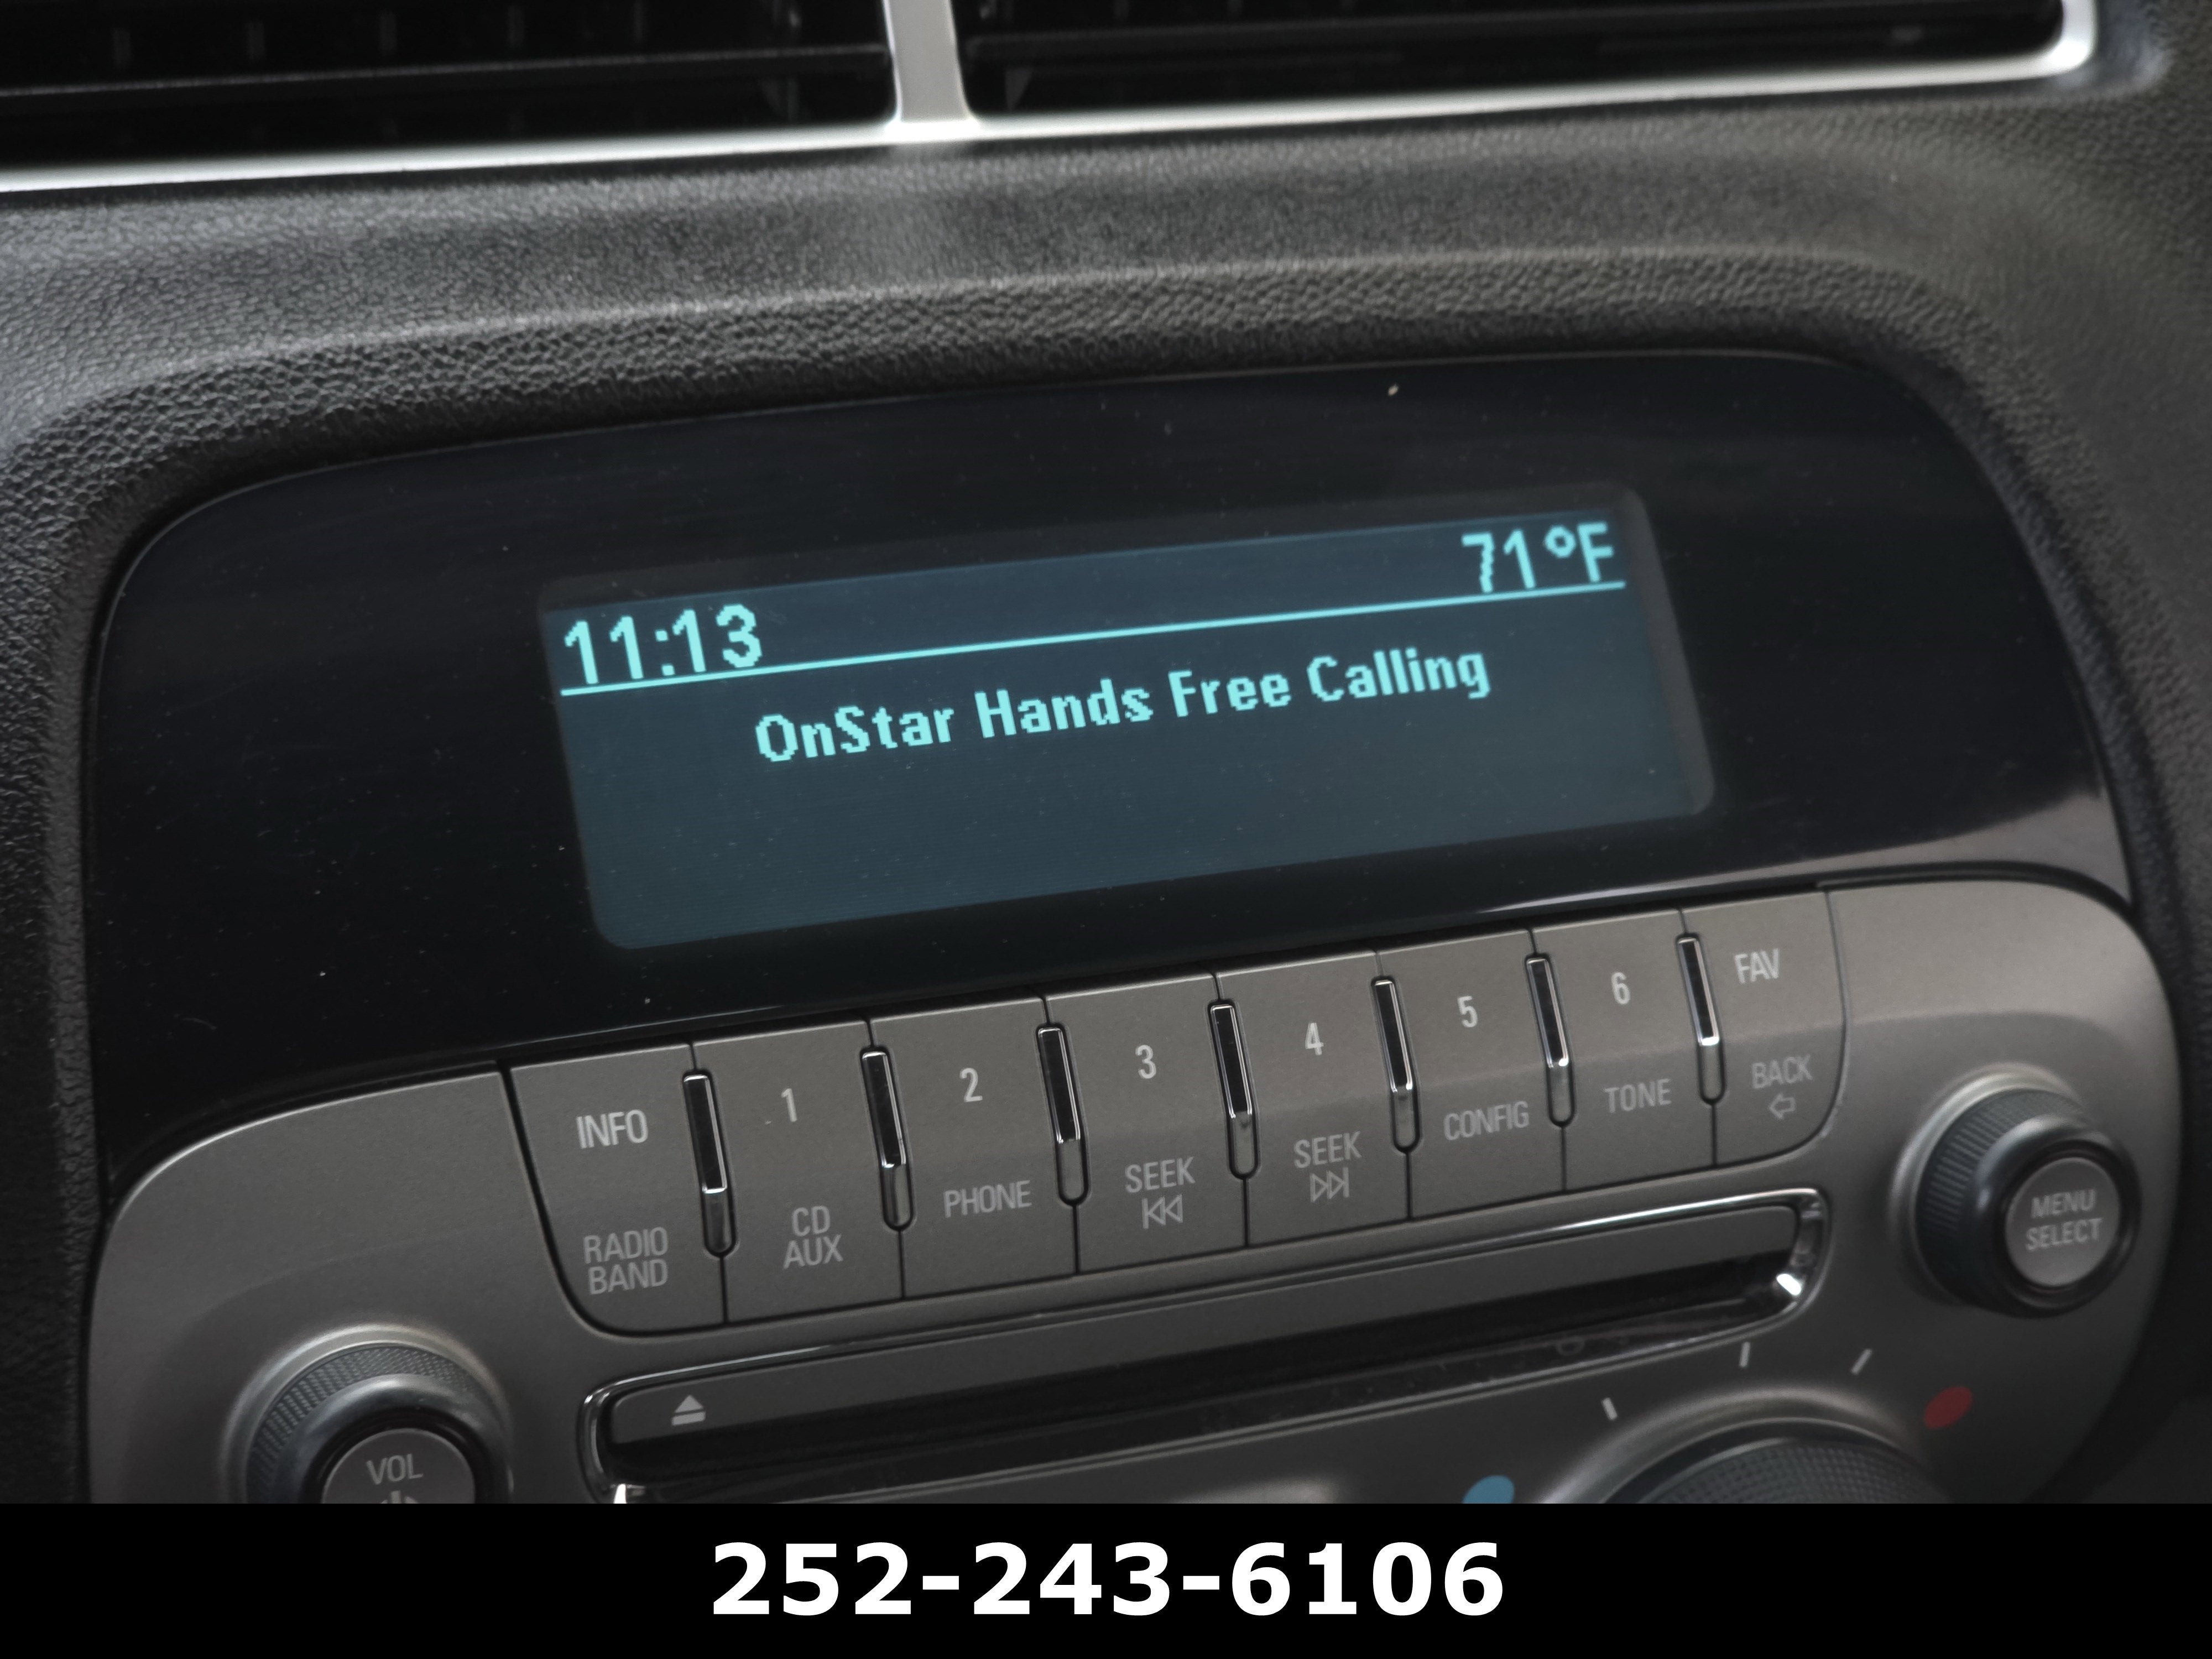 11:13 71°F
OnStar Hands Free Calling
INFO 1 2 3 4 5 6 FAV
RADIO BAND
CD AUX
PHONE
SEEK
SEEK
CONFIG
TONE
BACK
MENU
SELECT
VOL
252-243-6106